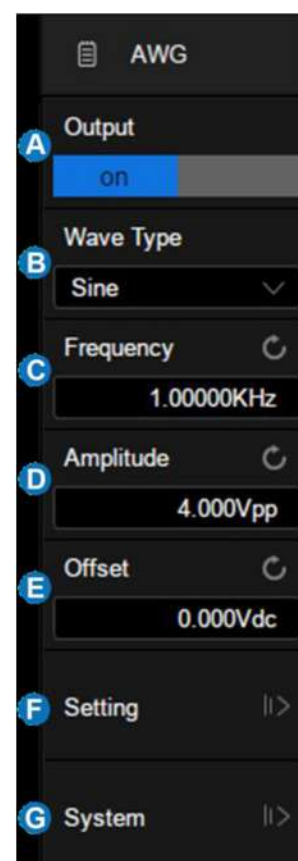 AWG
A
Output
on
B
Wave Type
Sine
C
Frequency
1.00000KHz
D
Amplitude
4.000Vpp
E
Offset
0.000Vdc
F Setting
G System